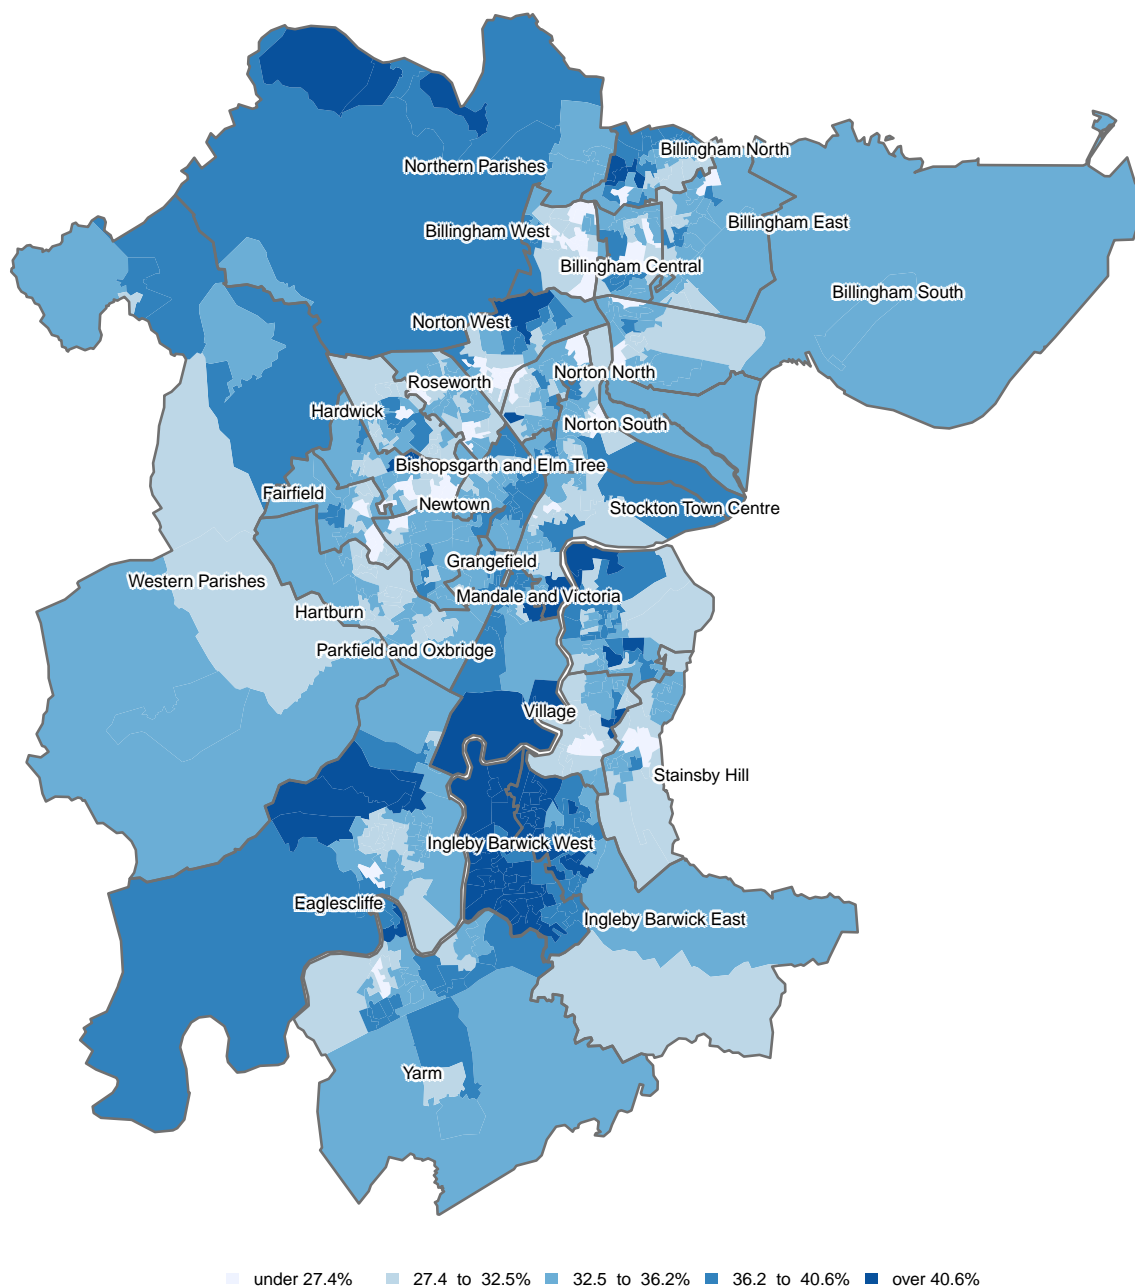 Billingham North
Northern Parishes
Billingham East
Billingham West
Billingham Central
Billingham South
Norton West
Norton North
Roseworth
Hardwick
Norton South
Bishopsgarth and Elm Tree
Fairfield
Newtown
Stockton Town Centre
Grangefield
Western Parishes
Mandale and Victoria
Hartburn
Parkfield and Oxbridge
Village
Stainsby Hill
Ingleby Barwick West
Eaglescliffe
Ingleby Barwick East
Yarm
under 27.4% 27.4 to 32.5% 32.5 to 36.2% 36.2 to 40.6% over 40.6%